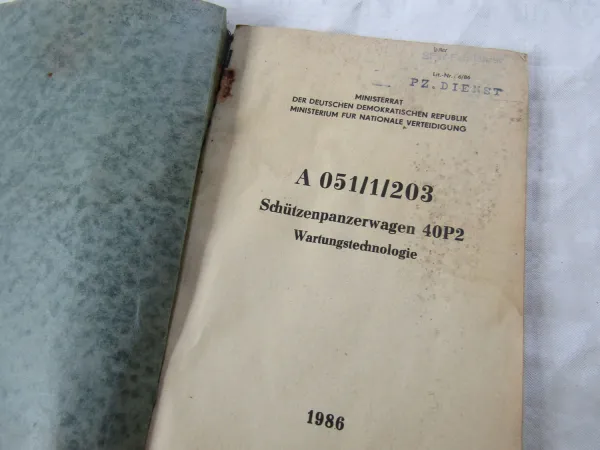 PZ. DIENST
MINISTERRAT
DER DEUTSCHEN DEMOKRATISCHEN REPUBLIK
MINISTERIUM FÜR NATIONALE VERTEIDIGUNG
A 051/1/203
Schützenpanzerwagen 40P2
Wartungstechnologie
1986